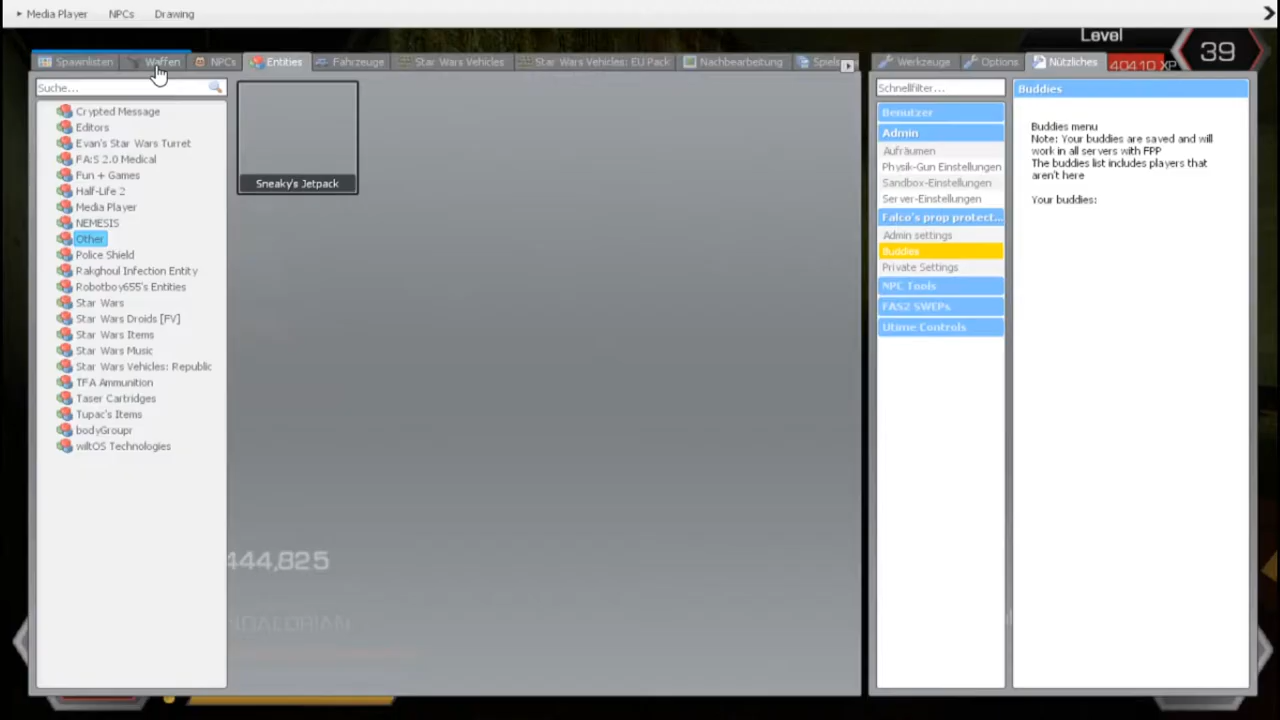 Media Player NPCs Drawing
Level
39
40410 XP
Spawnlisten Waffen NPCs Entities Fahrzeuge Star Wars Vehicles Star Wars Vehicles: EU Pack Nachbearbeitung Werkzeuge Options Nützliches
Suche...
Crypted Message
Editors
Evan's Star Wars Turret
FA:S 2.0 Medical
Fun + Games
Half-Life 2
Media Player
NEMESIS
Other
Police Shield
Rakghoul Infection Entity
Robotboy655's Entities
Star Wars
Star Wars Droids [FV]
Star Wars Items
Star Wars Music
Star Wars Vehicles: Republic
TFA Ammunition
Taser Cartridges
Tupac's Items
bodyGroupr
wiltOS Technologies
Sneaky's Jetpack
444,825
Schnellfilter...
Benutzer
Admin
Aufräumen
Physik-Gun Einstellungen
Sandbox-Einstellungen
Server-Einstellungen
Falco's prop protect...
Admin settings
Buddies
Private Settings
NPC Tools
FAS2 SWEPs
Utime Controls
Buddies
Buddies menu
Note: Your buddies are saved and will
work in all servers with FPP
The buddies list includes players that
aren't here
Your buddies: